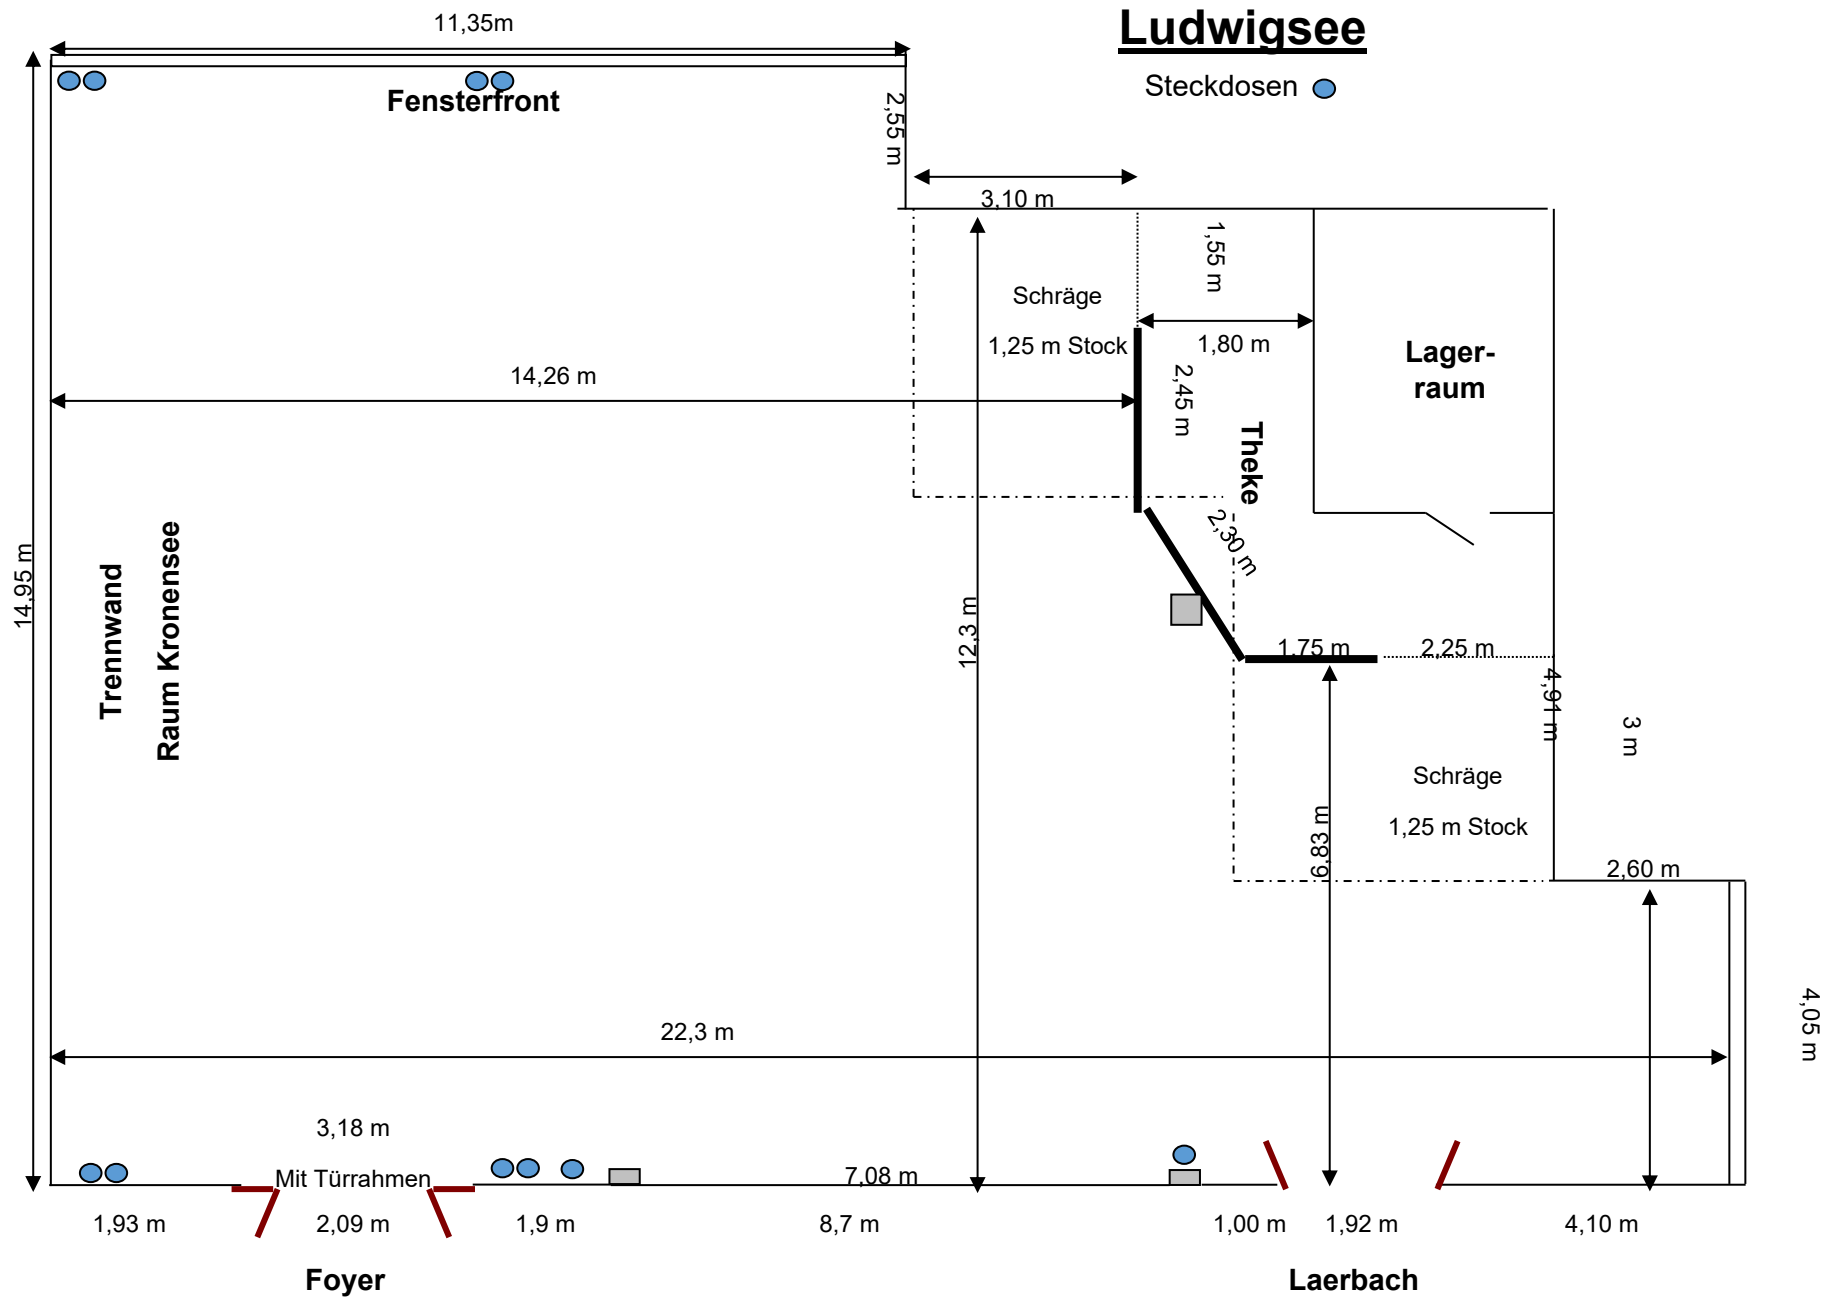 11,35m
Ludwigsee
Steckdosen
Fensterfront
2,55 m
3,10 m
1,55 m
Schräge
1,25 m Stock
1,80 m
Lager-
raum
14,26 m
2,45 m
Theke
2,30 m
14,95 m
Trennwand
Raum Kronensee
12,3 m
1,75 m
2,25 m
4,91 m
3 m
Schräge
1,25 m Stock
6,83 m
2,60 m
4,05 m
22,3 m
3,18 m
Mit Türrahmen
7,08 m
1,93 m
2,09 m
1,9 m
8,7 m
1,00 m
1,92 m
4,10 m
Foyer
Laerbach